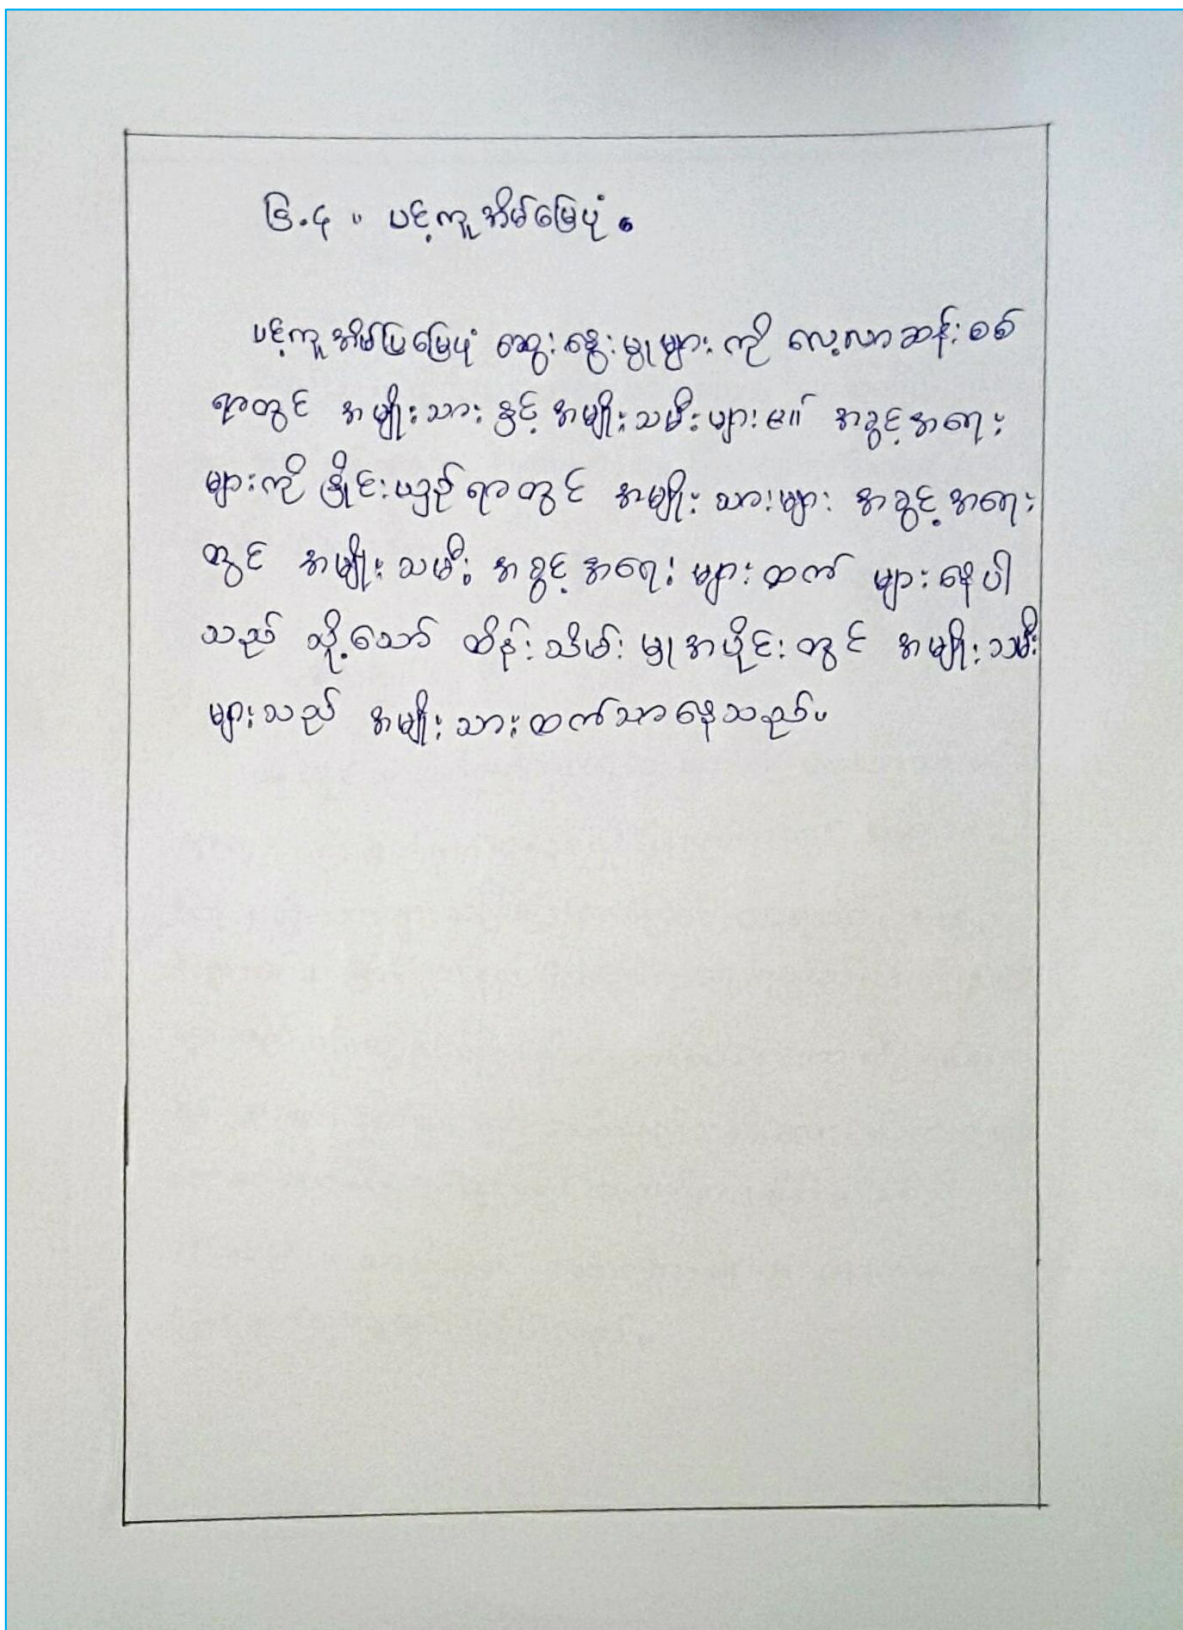 ၆.၄ ။ ပင့်ကူအိမ်မြေပုံ ။
ပင့်ကူအိမ်ပြမြေပုံ ဆွေးနွေးမှုများကို လေ့လာဆန်းစစ်
ရာတွင် အမျိုးသားနှင့် အမျိုးသမီးများ၏ အခွင့်အရေး
များကို နှိုင်းယှဉ်ရာတွင် အမျိုးသားများ အခွင့်အရေး
တွင် အမျိုးသမီး အခွင့်အရေးများထက် များနေပါ
သည် သို့သော် ထိန်းသိမ်းမှုအပိုင်းတွင် အမျိုးသမီး
များသည် အမျိုးသားထက်သာနေသည်။